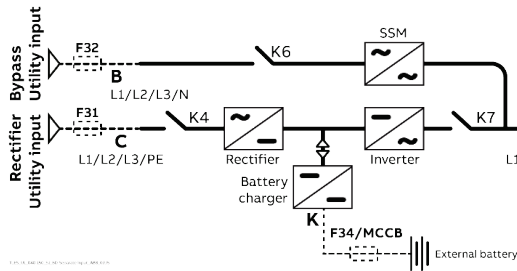 Bypass
Utility input
F32
B
L1/L2/L3/N
K6
SSM
Rectifier
Utility input
F31
C
L1/L2/L3/PE
K4
Rectifier
Inverter
K7
L1
Battery
charger
K
F34/MCCB
External battery